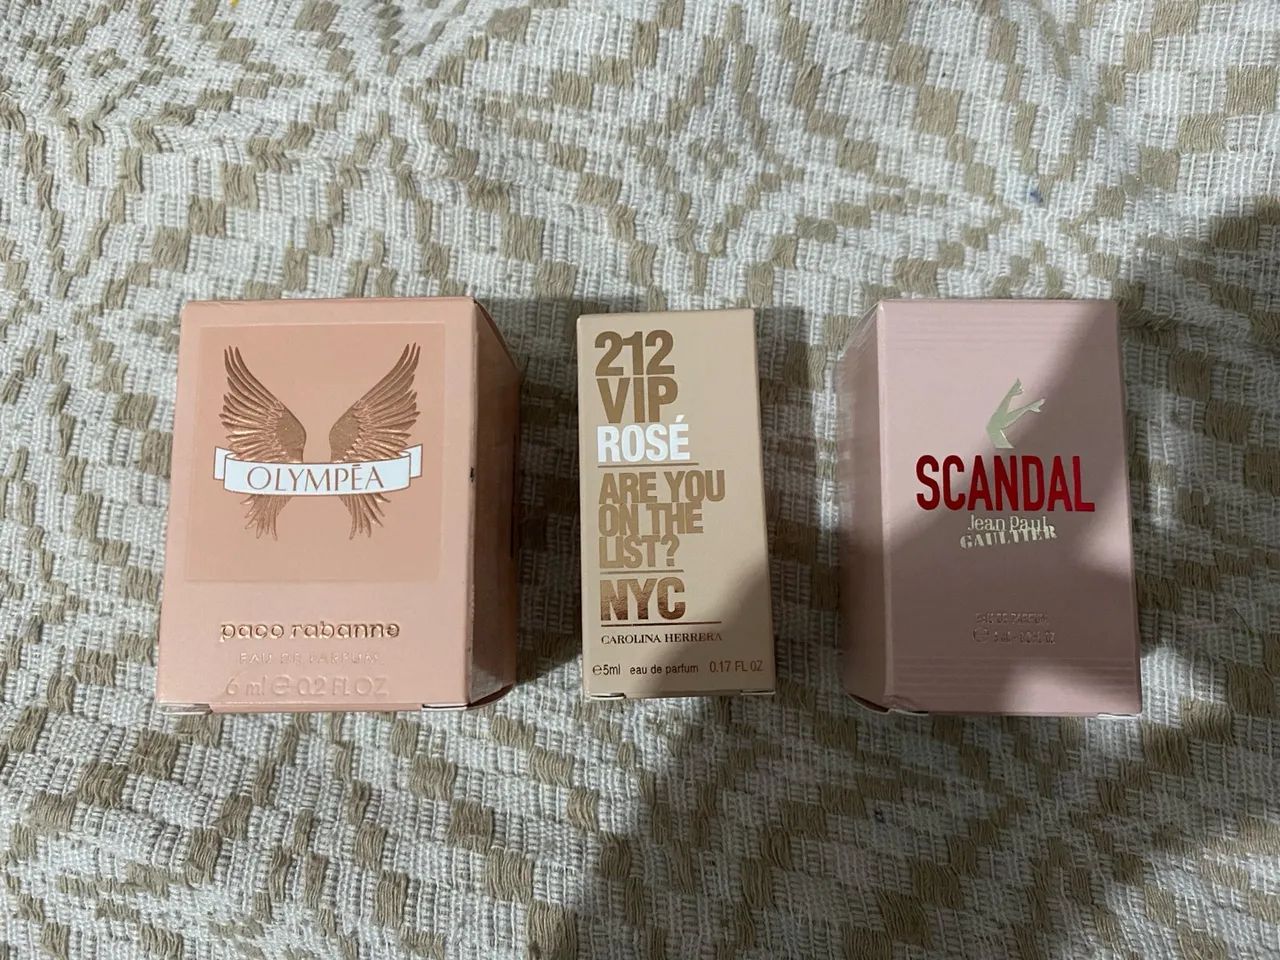 OLYMPĒA
paco rabanne
EAU DE PARFUM
6 ml e 0.2 FL OZ
212
VIP
ROSÉ
ARE YOU
ON THE
LIST?
NYC
CAROLINA HERRERA
e5ml eau de parfum 0.17 FL OZ
SCANDAL
Jean Paul
GAULTIER
EAU DE PARFUM